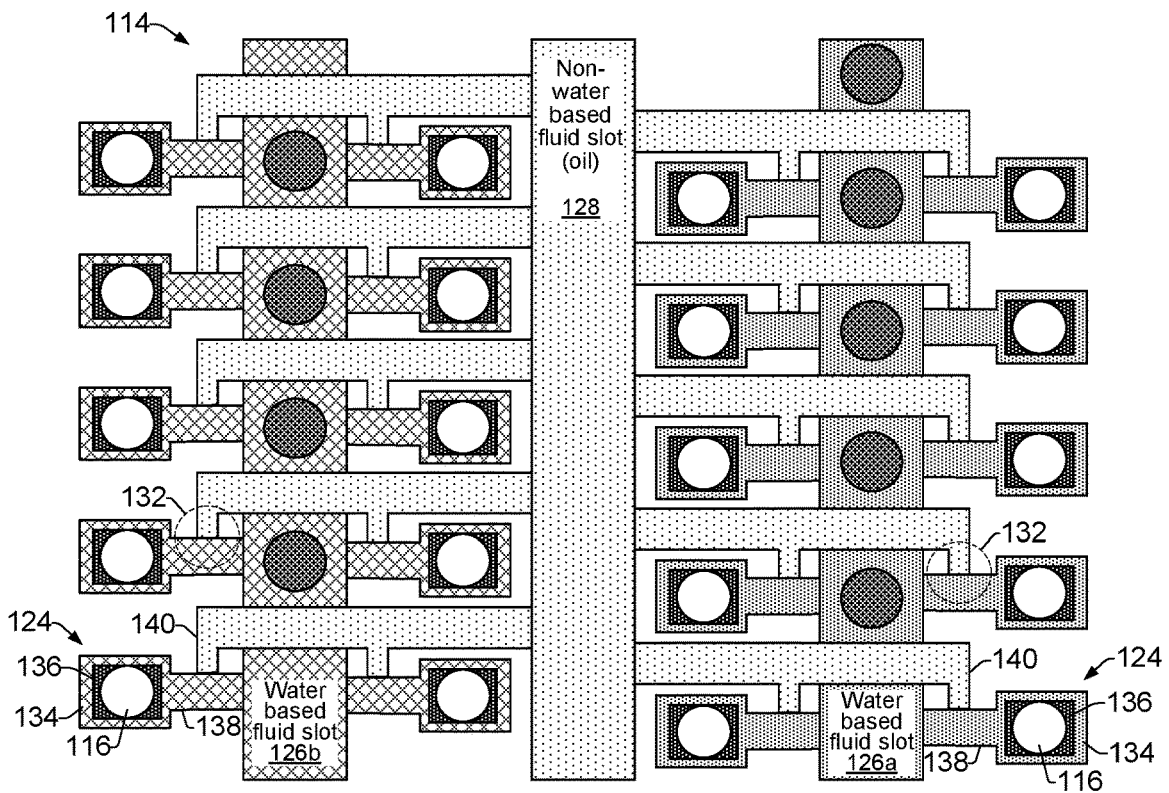 114
Non-
water
based
fluid slot
(oil)
128
132
132
124
140
136
134
116
138
Water
based
fluid slot
126b
Water
based
fluid slot
126a
140
124
136
134
138
116